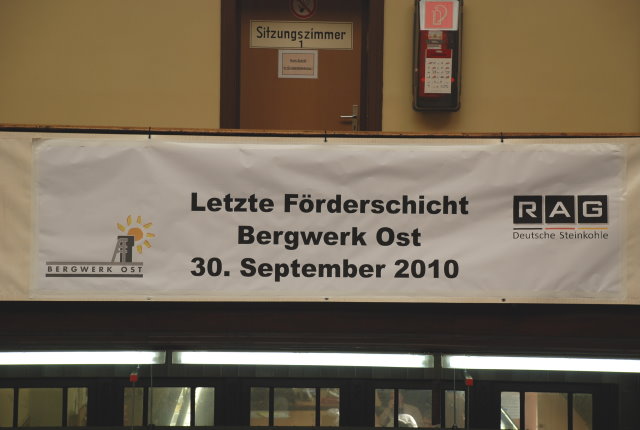 Sitzungszimmer
1
Letzte Förderschicht
Bergwerk Ost
30. September 2010
BERGWERK OST
RAG
Deutsche Steinkohle